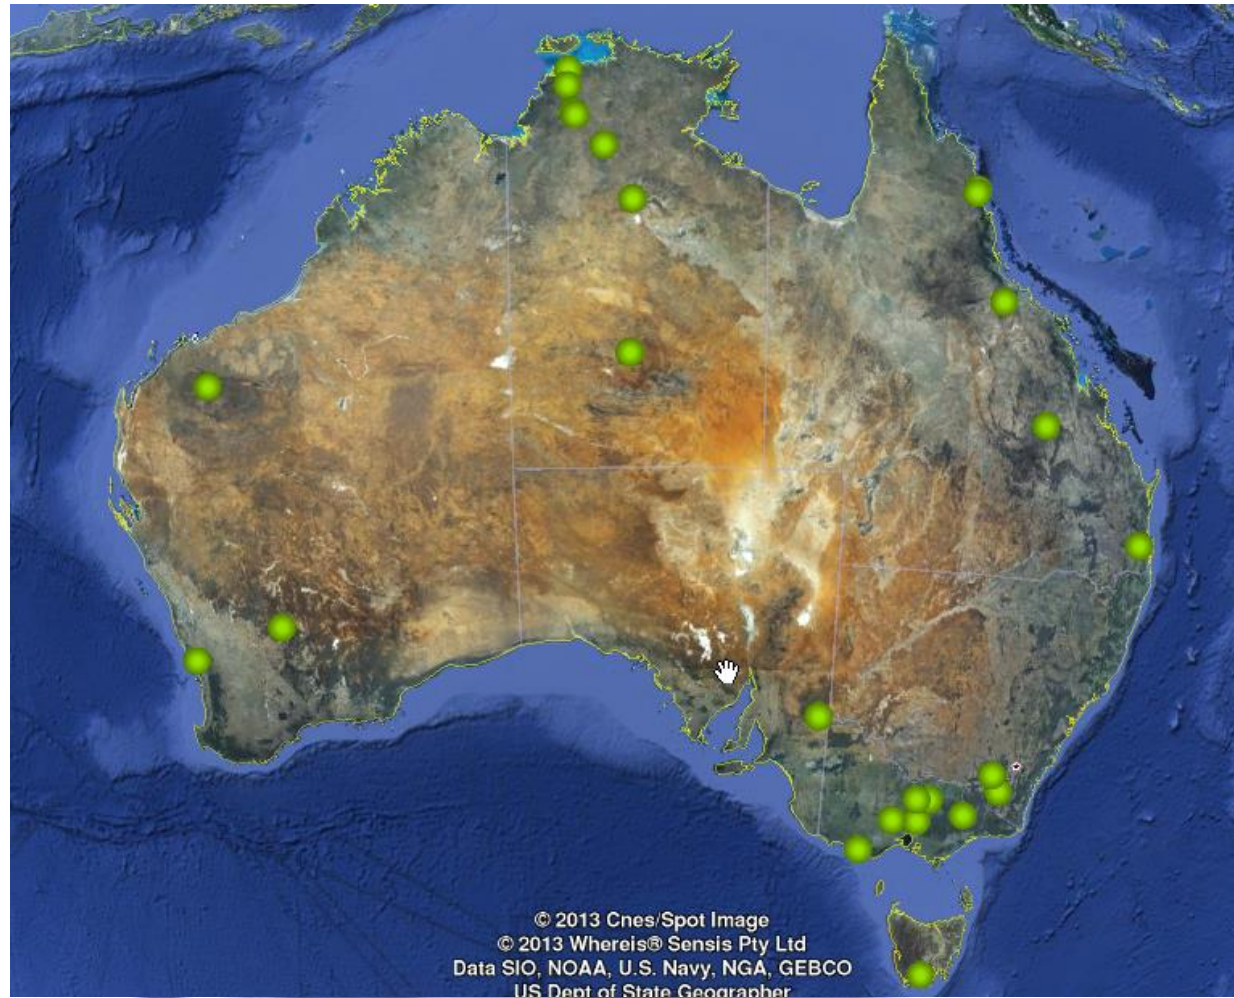 © 2013 Cnes/Spot Image
© 2013 Whereis® Sensis Pty Ltd
Data SIO, NOAA, U.S. Navy, NGA, GEBCO
US Dept of State Geographer